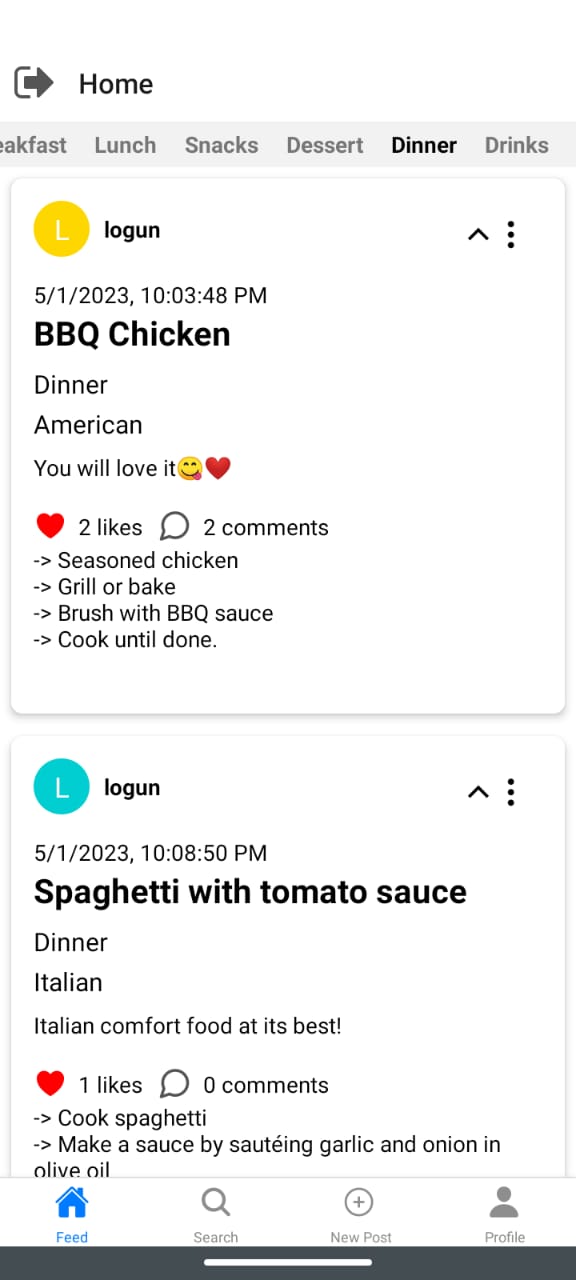 Home
eakfast Lunch Snacks Dessert Dinner Drinks
L logun
5/1/2023, 10:03:48 PM
BBQ Chicken
Dinner
American
You will love it😋❤️
2 likes 2 comments
-> Seasoned chicken
-> Grill or bake
-> Brush with BBQ sauce
-> Cook until done.
L logun
5/1/2023, 10:08:50 PM
Spaghetti with tomato sauce
Dinner
Italian
Italian comfort food at its best!
1 likes 0 comments
-> Cook spaghetti
-> Make a sauce by sautéing garlic and onion in
olive oil
Feed Search New Post Profile